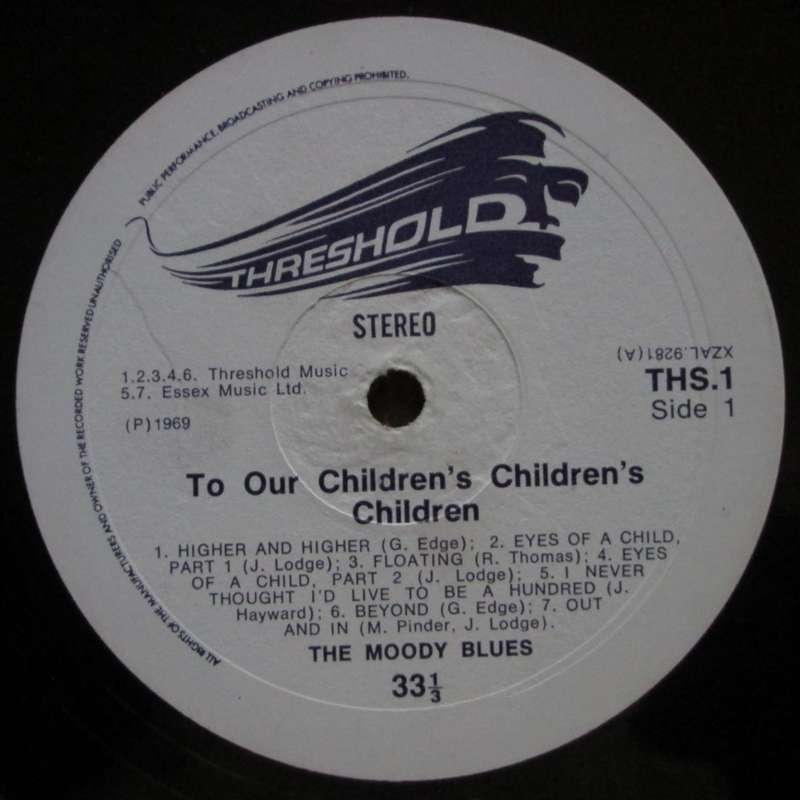 ALL RIGHTS OF THE MANUFACTURERS AND OWNER OF THE RECORDED WORK RESERVED UNAUTHORISED
PUBLIC PERFORMANCE, BROADCASTING AND COPYING PROHIBITED.
THRESHOLD
STEREO
1.2.3.4.6. Threshold Music
5.7. Essex Music Ltd.
(P)1969
XZAL.9281(A)
THS.1
Side 1
To Our Children's Children's
Children
1. HIGHER AND HIGHER (G. Edge); 2. EYES OF A CHILD,
PART 1 (J. Lodge); 3. FLOATING (R. Thomas); 4. EYES
OF A CHILD, PART 2 (J. Lodge); 5. I NEVER
THOUGHT I'D LIVE TO BE A HUNDRED (J.
Hayward); 6. BEYOND (G. Edge); 7. OUT
AND IN (M. Pinder, J. Lodge).
THE MOODY BLUES
33⅓